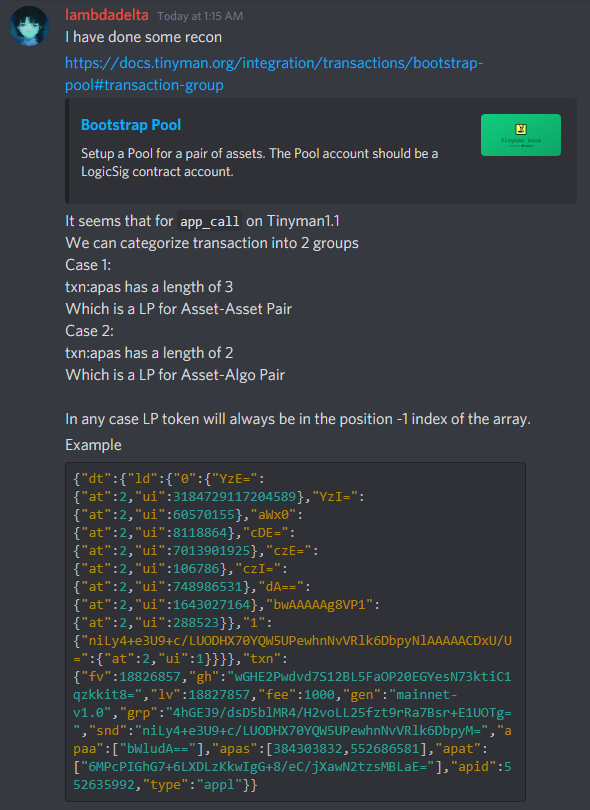 lambdadelta Today at 1:15 AM
I have done some recon
https://docs.tinyman.org/integration/transactions/bootstrap-
pool#transaction-group
Bootstrap Pool
Setup a Pool for a pair of assets. The Pool account should be a
LogicSig contract account.
It seems that for app_call on Tinyman1.1
We can categorize transaction into 2 groups
Case 1:
txn:apas has a length of 3
Which is a LP for Asset-Asset Pair
Case 2:
txn:apas has a length of 2
Which is a LP for Asset-Algo Pair
In any case LP token will always be in the position -1 index of the array.
Example
{"dt":{"ld":{"0":{"YzE=":
{"at":2,"ui":3184729117204589},"YzI=":
{"at":2,"ui":60570155},"aWx0":
{"at":2,"ui":8118864},"cDE=":
{"at":2,"ui":7013901925},"czE=":
{"at":2,"ui":106786},"czI=":
{"at":2,"ui":748986531},"dA==":
{"at":2,"ui":1643027164},"bwAAAAAg8VP1":
{"at":2,"ui":288523}},"1":
{"niLy4+e3U9+c/LUODHX70YQW5UPewhnNvVRlk6DbpyNlAAAAACDxU/U
=":{"at":2,"ui":1}}}},"txn":
{"fv":18826857,"gh":"wGHE2Pwdvd7S12BL5FaOP20EGYesN73ktiC1
qzkkit8=","lv":18827857,"fee":1000,"gen":"mainnet-
v1.0","grp":"4hGEJ9/dsD5blMR4/H2voLL25fzt9rRa7Bsr+E1UOTg=
","snd":"niLy4+e3U9+c/LUODHX70YQW5UPewhnNvVRlk6DbpyM=","a
paa":["bWludA=="],"apas":[384303832,552686581],"apat":
["6MPcPIGhG7+6LXDLzKkwIgG+8/eC/jXawN2tzsMBLaE="],"apid":5
52635992,"type":"appl"}}